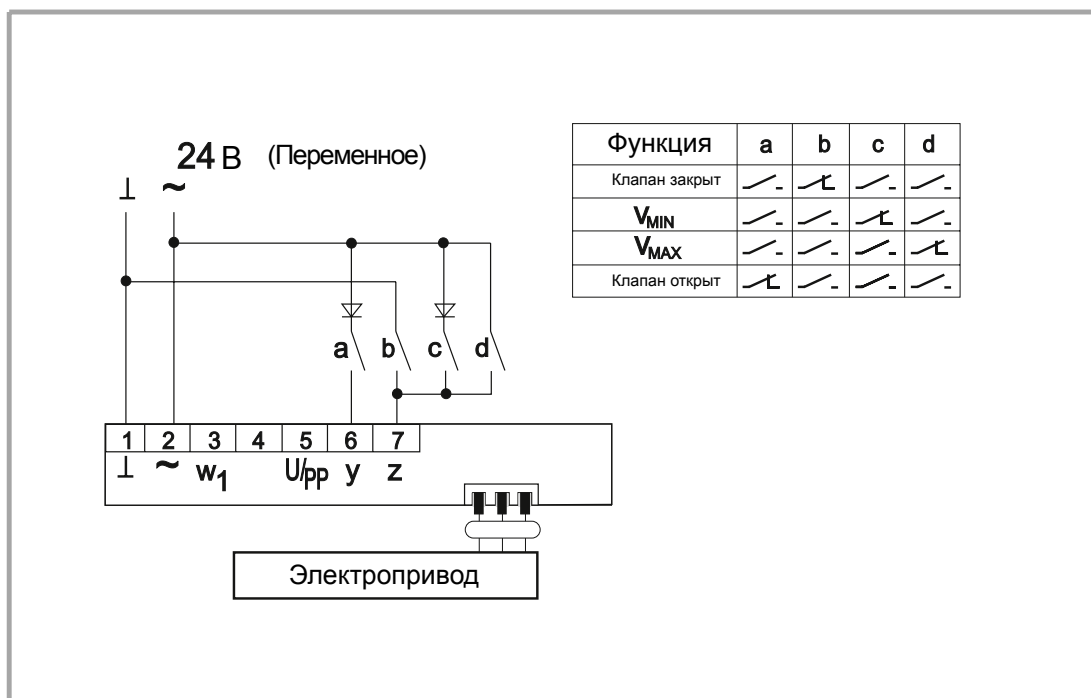 24 В (Переменное)
⊥ ~
Функция a b c d
Клапан закрыт
VMIN
VMAX
Клапан открыт
a b c d
1 2 3 4 5 6 7
⊥ ~ w1 U/pp y z
Электропривод